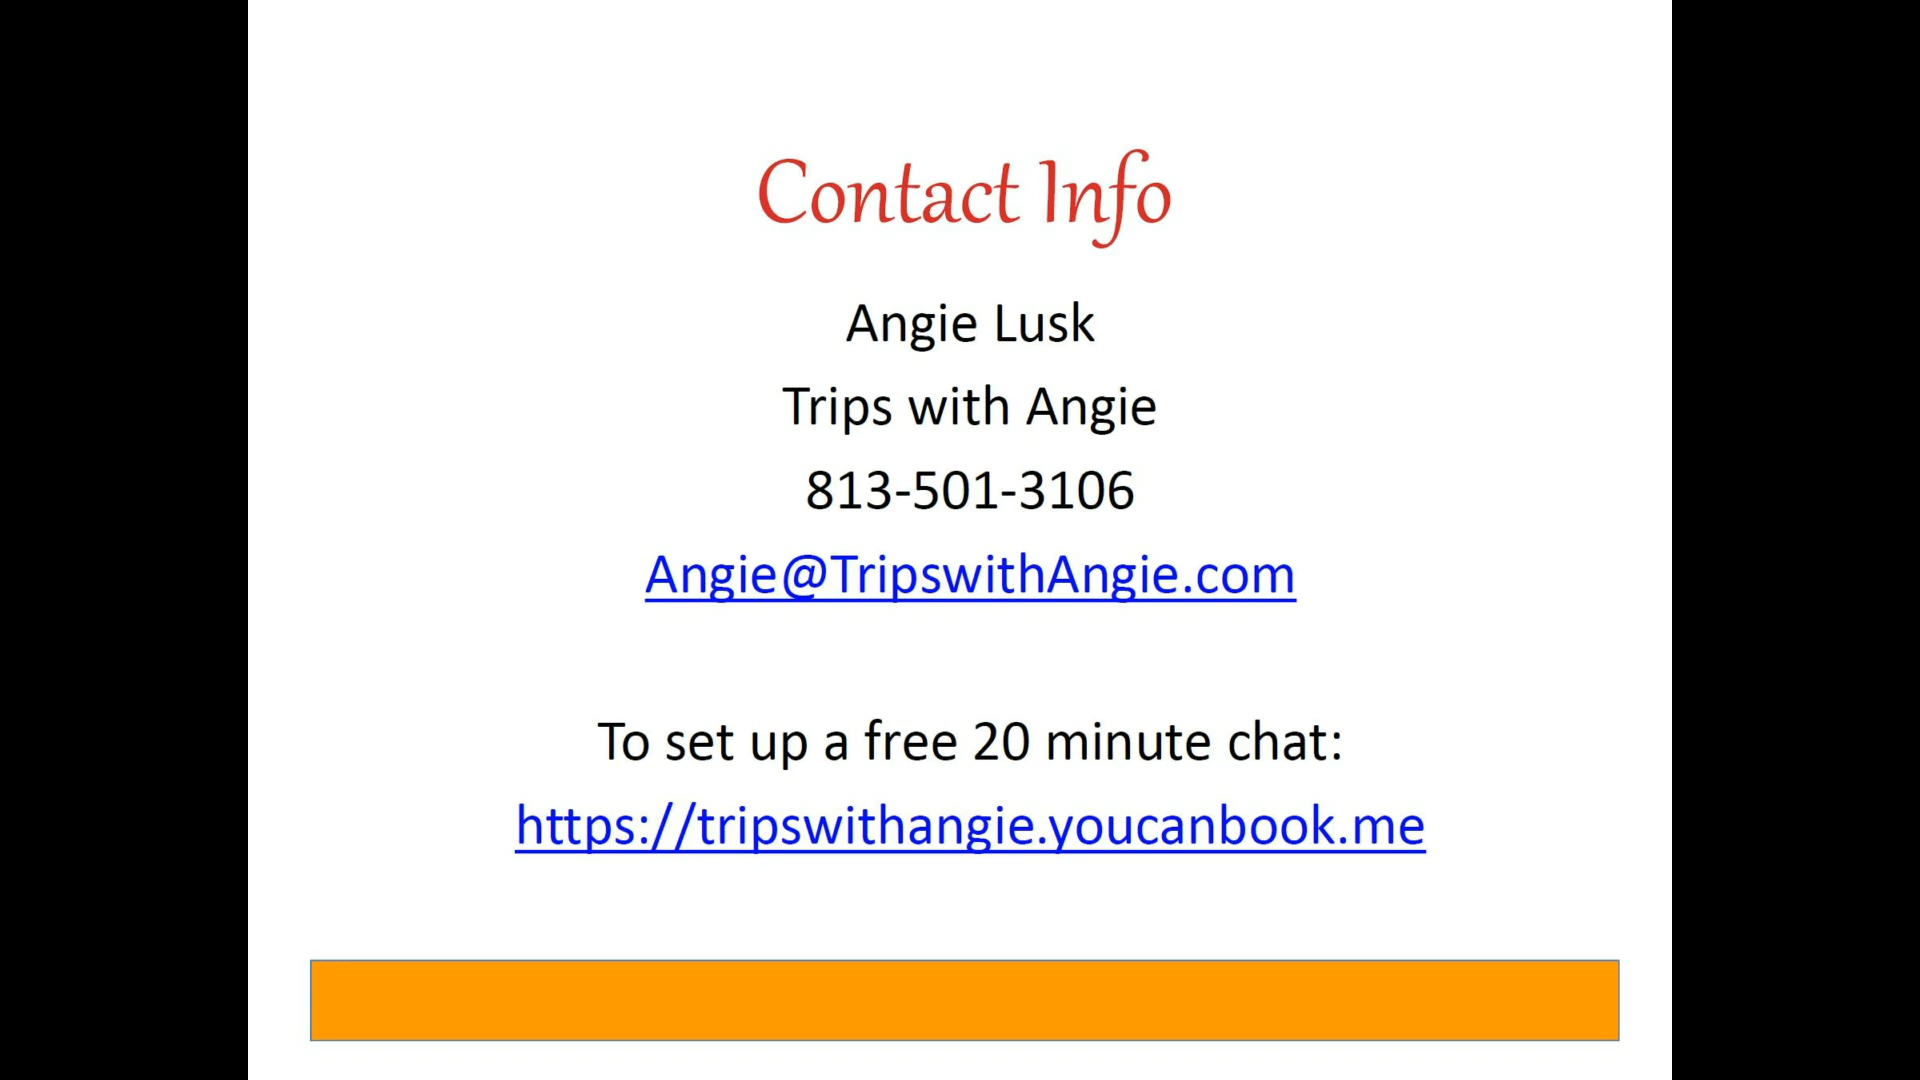 Contact Info
Angie Lusk
Trips with Angie
813-501-3106
Angie@TripswithAngie.com
To set up a free 20 minute chat:
https://tripswithangie.youcanbook.me